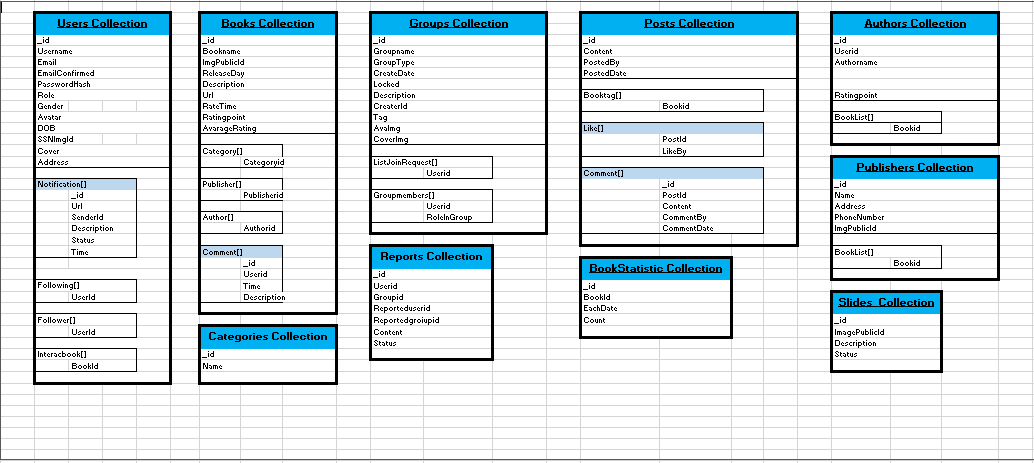 Users Collection
_id
Username
Email
EmailConfirmed
PasswordHash
Role
Gender
Avatar
DOB
SSNImgId
Cover
Address
Notification[]
_id
Url
SenderId
Description
Status
Time
Following[]
UserId
Follower[]
UserId
Interacbook[]
BookId
Books Collection
_id
Bookname
ImgPublicId
ReleaseDay
Description
Url
RateTime
Ratingpoint
AvarageRating
Category[]
Categoryid
Publisher[]
Publisherid
Author[]
Authorid
Comment[]
_id
Userid
Time
Description
Categories Collection
_id
Name
Groups Collection
_id
Groupname
GroupType
CreateDate
Locked
Description
CreaterId
Tag
AvaImg
CoverImg
ListJoinRequest[]
Userid
Groupmembers[]
Userid
RoleInGroup
Reports Collection
_id
Userid
Groupid
Reporteduserid
Reportedgroiupid
Content
Status
Posts Collection
_id
Content
PostedBy
PostedDate
Booktag[]
Bookid
Like[]
PostId
LikeBy
Comment[]
_id
PostId
Content
CommentBy
CommentDate
BookStatistic Collection
_id
BookId
EachDate
Count
Authors Collection
_id
Userid
Authorname
Ratingpoint
BookList[]
Bookid
Publishers Collection
_id
Name
Address
PhoneNumber
ImgPublicId
BookList[]
Bookid
Slides Collection
_id
ImagePublicId
Description
Status